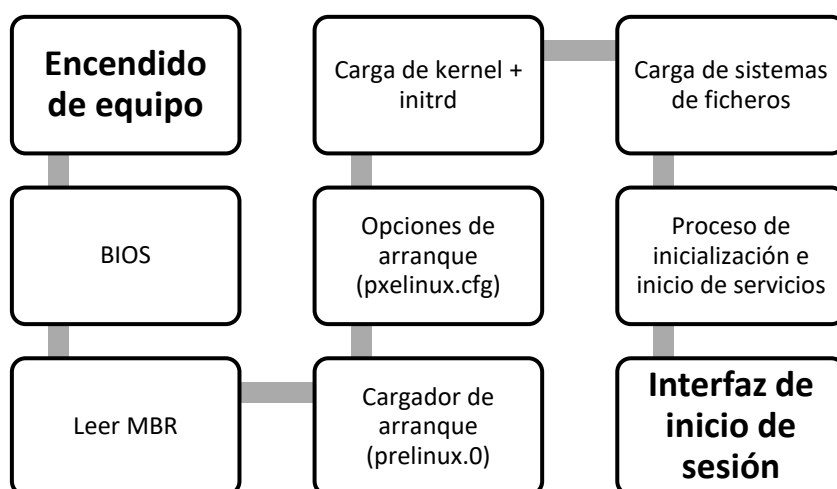 Encendido
de equipo
BIOS
Leer MBR
Cargador de
arranque
(prelinux.0)
Opciones de
arranque
(pxelinux.cfg)
Carga de kernel +
initrd
Carga de sistemas
de ficheros
Proceso de
inicialización e
inicio de servicios
Interfaz de
inicio de
sesión